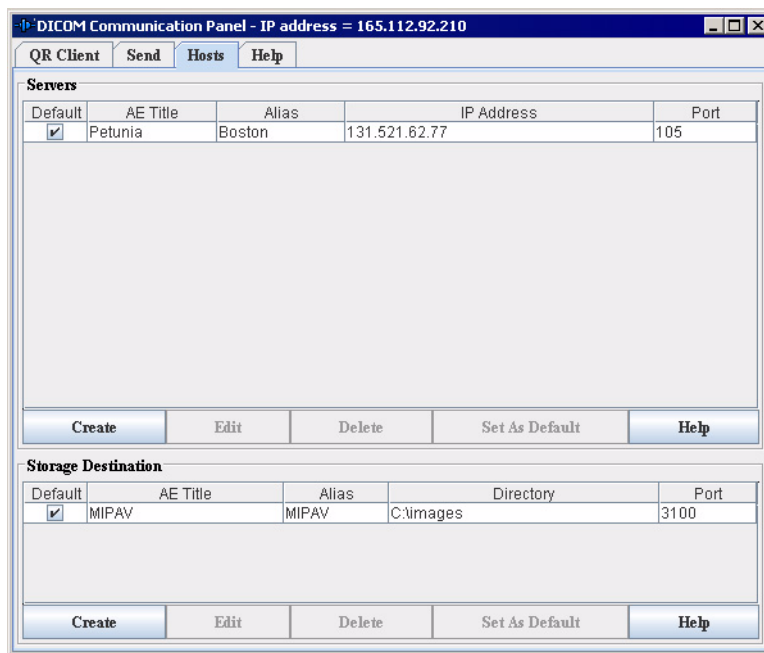 DICOM Communication Panel - IP address = 165.112.92.210
QR Client Send Hosts Help
Servers
Default AE Title Alias IP Address Port
Petunia Boston 131.521.62.77 105
Create Edit Delete Set As Default Help
Storage Destination
Default AE Title Alias Directory Port
MIPAV MIPAV C:\images 3100
Create Edit Delete Set As Default Help